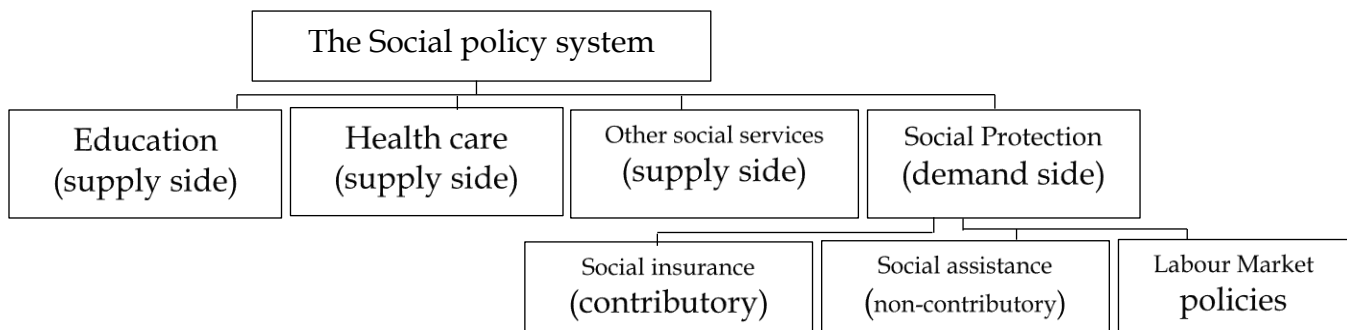 The Social policy system
Education
(supply side)
Health care
(supply side)
Other social services
(supply side)
Social Protection
(demand side)
Social insurance
(contributory)
Social assistance
(non-contributory)
Labour Market
policies